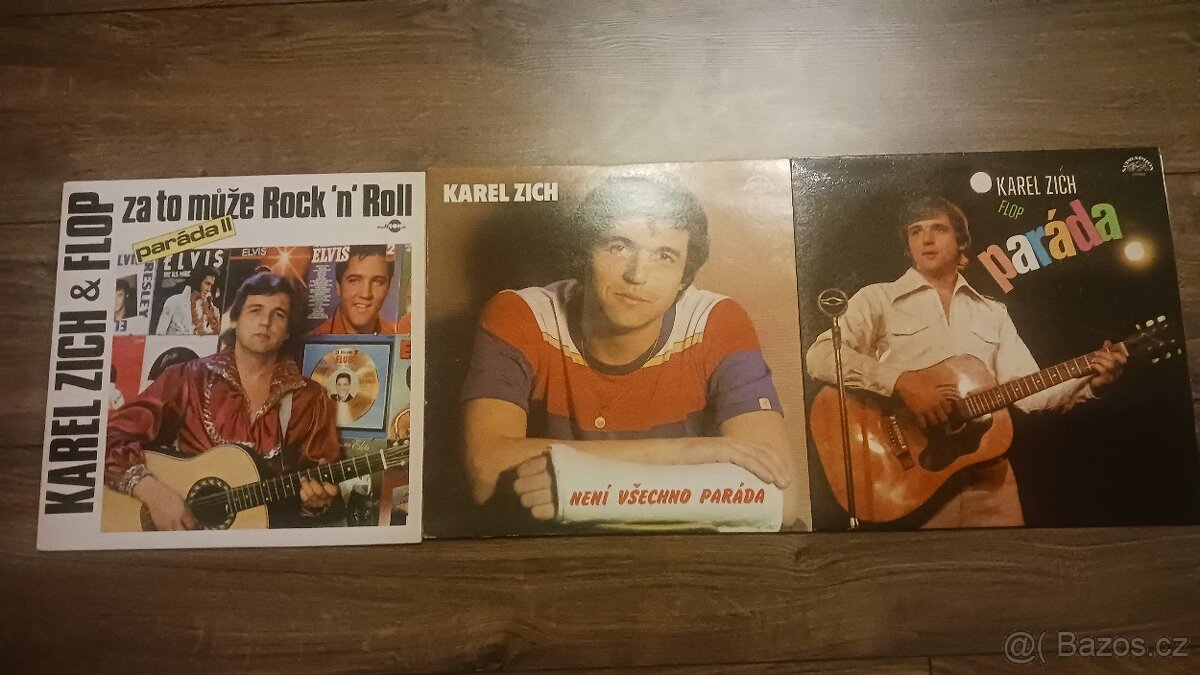 KAREL ZICH & FLOP
za to může Rock 'n' Roll
paráda II
ELVIS
ELVIS
ELVIS
PRESLEY
KAREL ZICH
NENÍ VŠECHNO PARÁDA
KAREL ZICH
FLOP
paráda
@( Bazos.cz